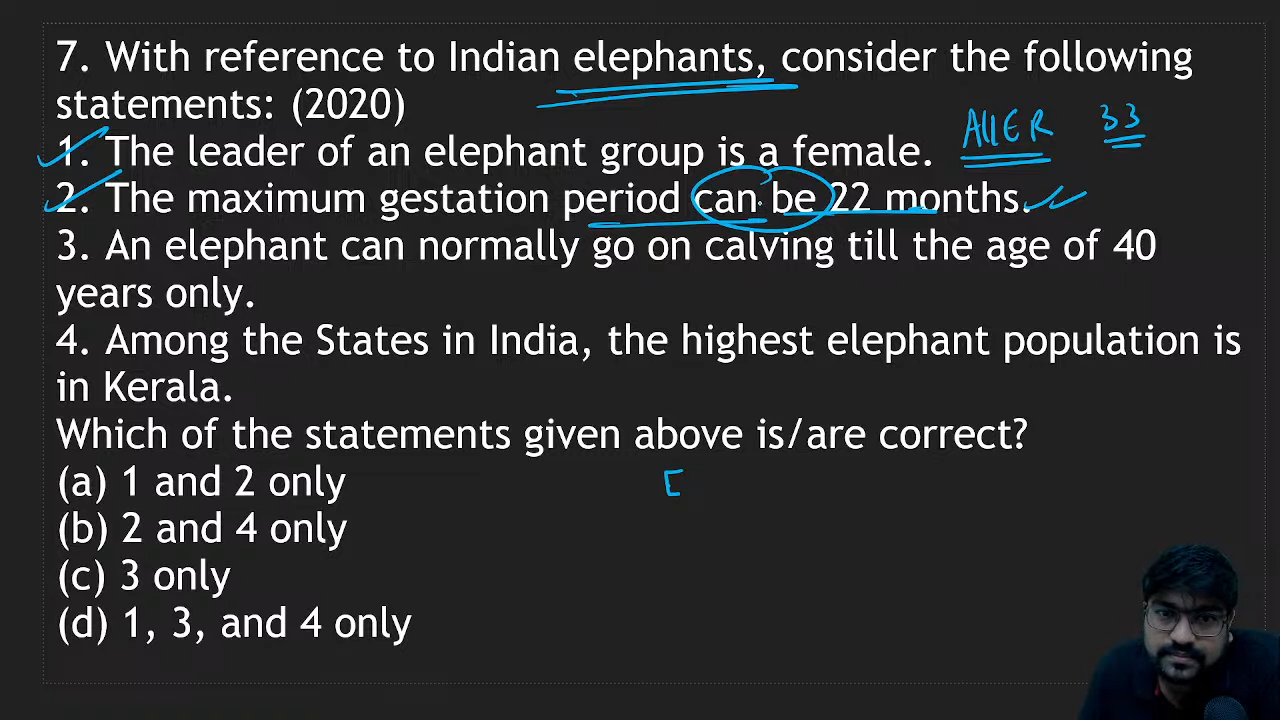 7. With reference to Indian elephants, consider the following
statements: (2020)
AllER 33
1. The leader of an elephant group is a female.
2. The maximum gestation period can be 22 months.
3. An elephant can normally go on calving till the age of 40
years only.
4. Among the States in India, the highest elephant population is
in Kerala.
Which of the statements given above is/are correct?
(a) 1 and 2 only
(b) 2 and 4 only
(c) 3 only
(d) 1, 3, and 4 only